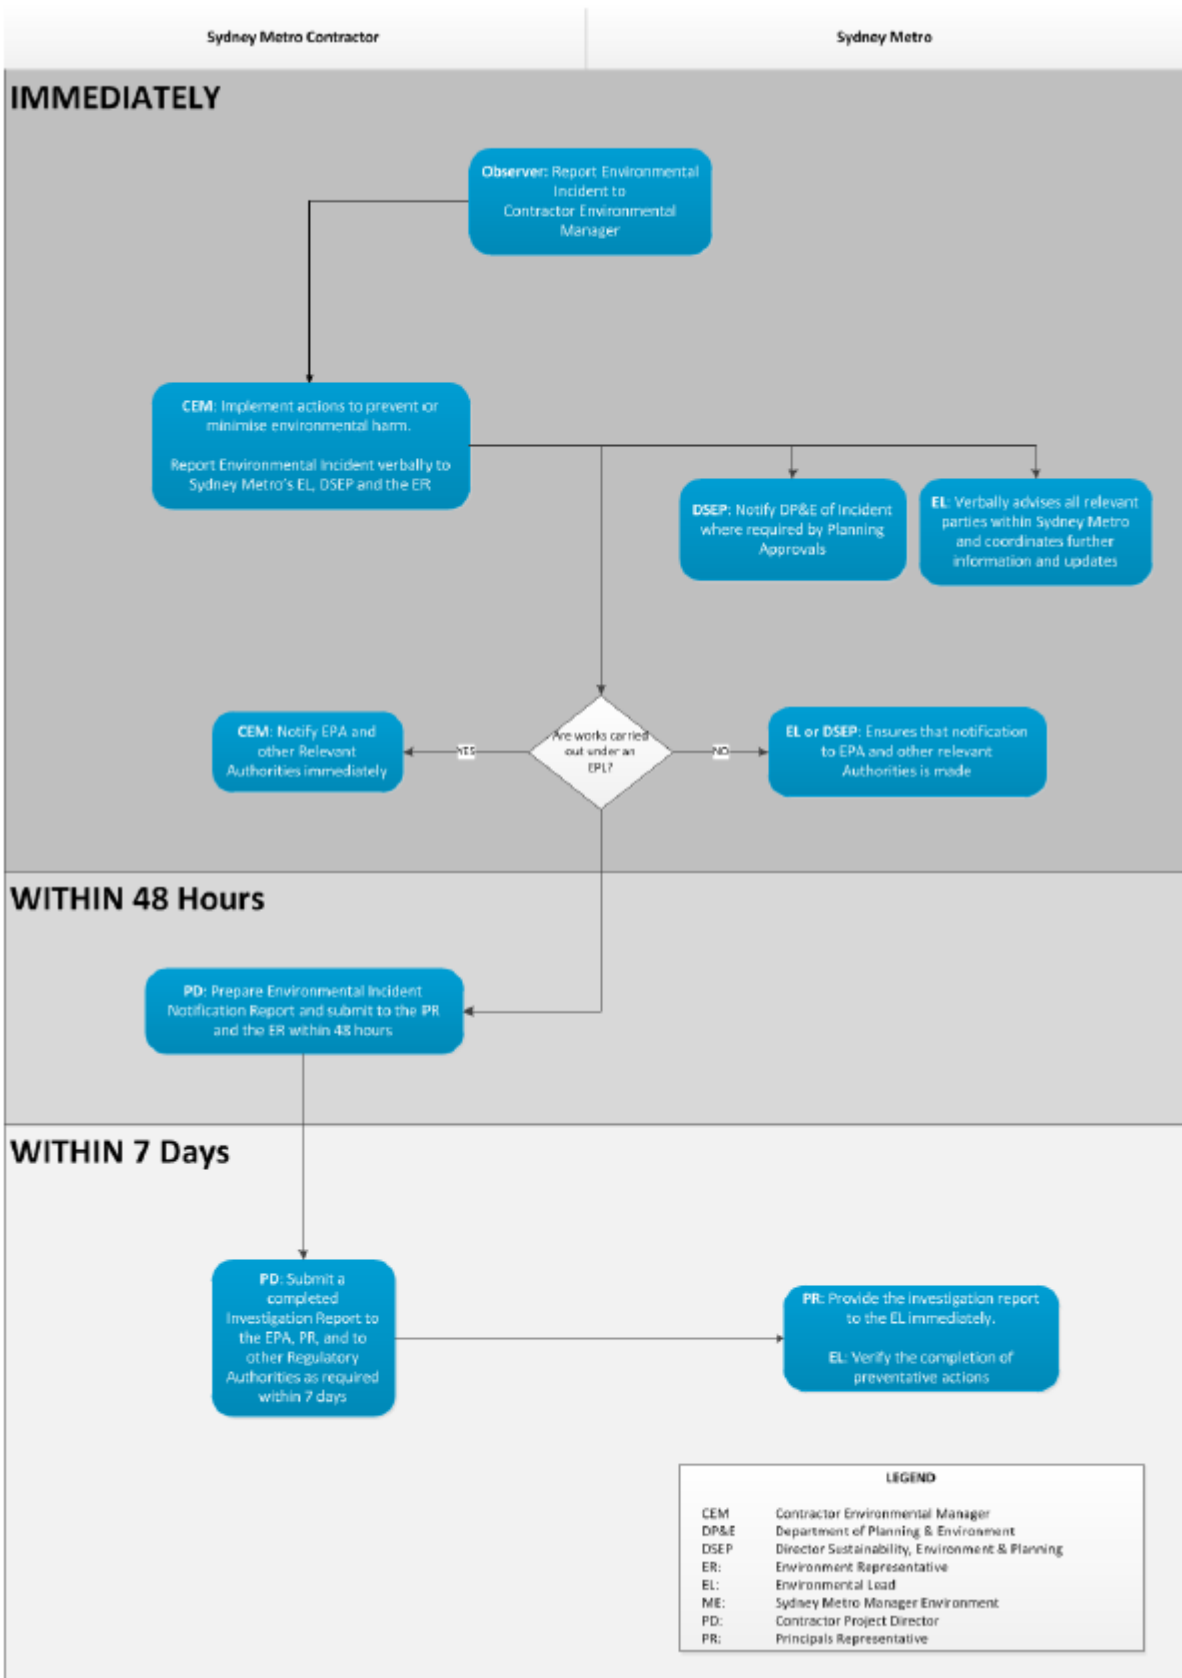 Sydney Metro Contractor
Sydney Metro
IMMEDIATELY
Observer: Report Environmental
Incident to
Contractor Environmental
Manager
CEM: Implement actions to prevent or
minimise environmental harm.
Report Environmental Incident verbally to
Sydney Metro's EL, DSEP and the ER
DSEP: Notify DP&E of Incident
where required by Planning
Approvals
EL: Verbally advises all relevant
parties within Sydney Metro
and coordinates further
information and updates
CEM: Notify EPA and
other Relevant
Authorities immediately
YES
Are works carried
out under an
EPL?
NO
EL or DSEP: Ensures that notification
to EPA and other relevant
Authorities is made
WITHIN 48 Hours
PD: Prepare Environmental Incident
Notification Report and submit to the PR
and the ER within 48 hours
WITHIN 7 Days
PD: Submit a
completed
Investigation Report to
the EPA, PR, and to
other Regulatory
Authorities as required
within 7 days
PR: Provide the investigation report
to the EL immediately.
EL: Verify the completion of
preventative actions
LEGEND
CEM Contractor Environmental Manager
DP&E Department of Planning & Environment
DSEP Director Sustainability, Environment & Planning
ER: Environment Representative
EL: Environmental Lead
ME: Sydney Metro Manager Environment
PD: Contractor Project Director
PR: Principals Representative